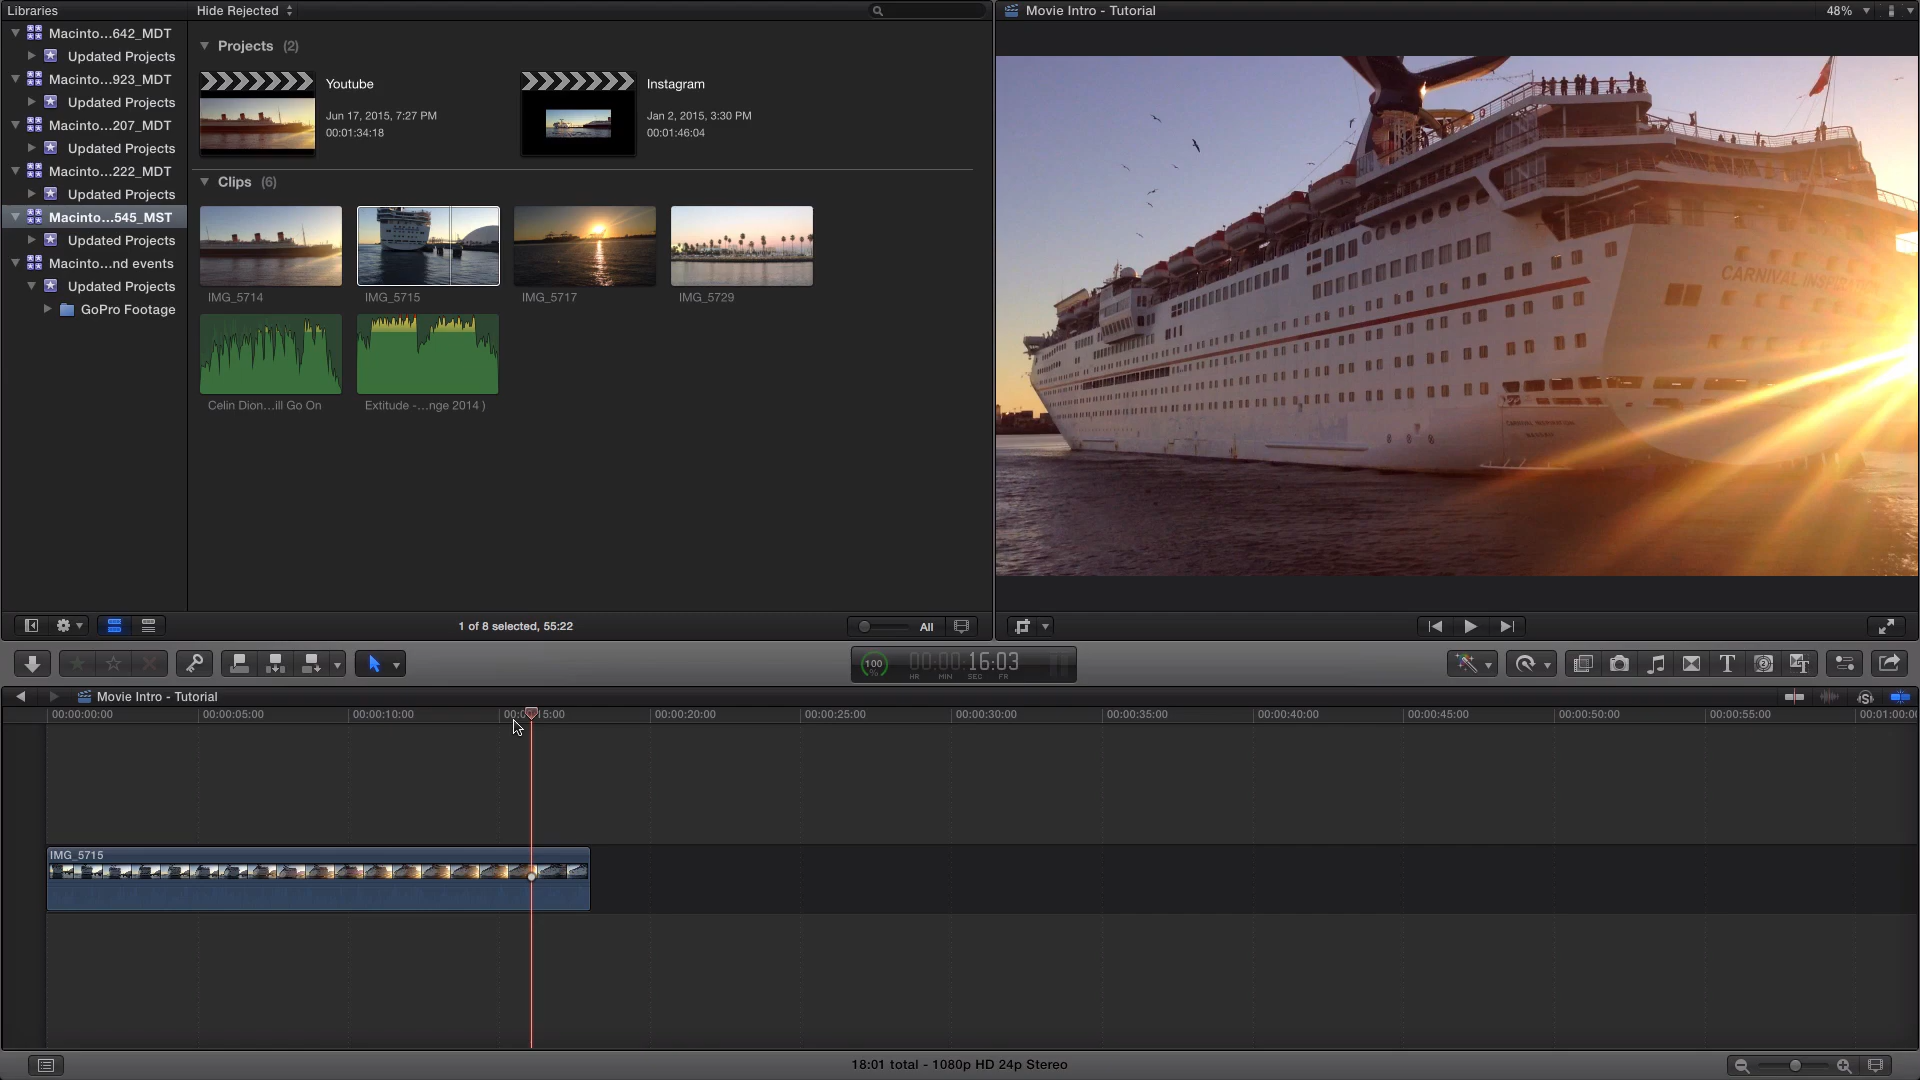 Libraries
Hide Rejected
Movie Intro - Tutorial
48%
Macinto...642_MDT
Updated Projects
Macinto...923_MDT
Updated Projects
Macinto...207_MDT
Updated Projects
Macinto...222_MDT
Updated Projects
Macinto...545_MST
Updated Projects
Macinto...nd events
Updated Projects
GoPro Footage
Projects (2)
Youtube
Jun 17, 2015, 7:27 PM
00:01:34:18
Instagram
Jan 2, 2015, 3:30 PM
00:01:46:04
Clips (6)
IMG_5714
IMG_5715
IMG_5717
IMG_5729
Celin Dion...ill Go On
Extitude -...nge 2014 )
CARNIVAL
1 of 8 selected, 55:22
All
100
%
00:00:16:03
HR MIN SEC FR
Movie Intro - Tutorial
00:00:00:00
00:00:05:00
00:00:10:00
00:00:20:00
00:00:25:00
00:00:30:00
00:00:35:00
00:00:40:00
00:00:45:00
00:00:50:00
00:00:55:00
IMG_5715
18:01 total - 1080p HD 24p Stereo